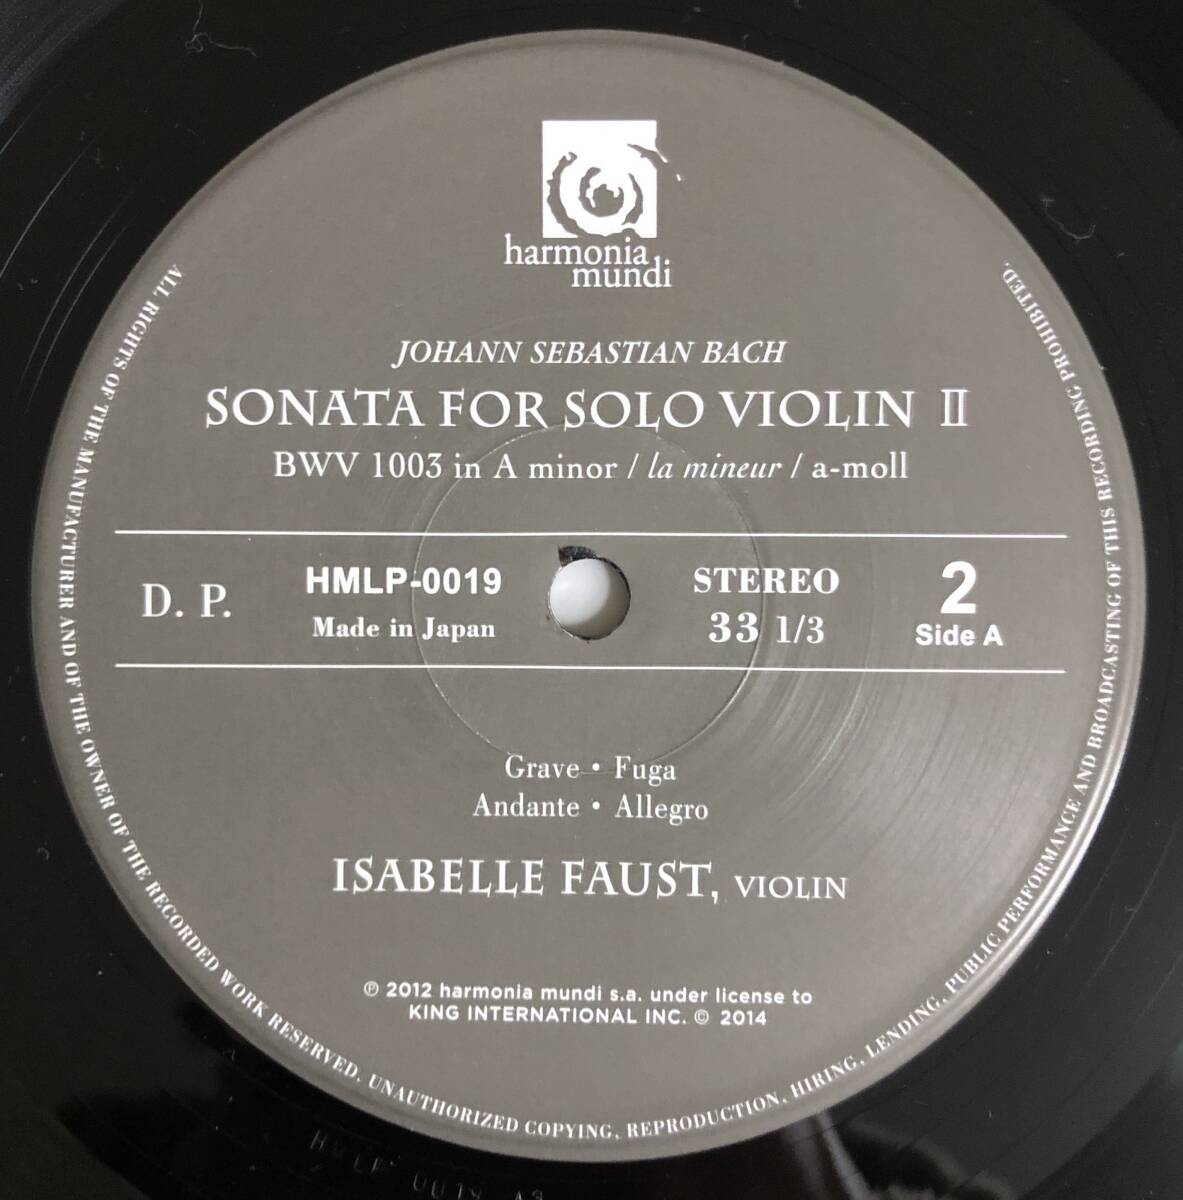 harmonia
mundi
JOHANN SEBASTIAN BACH
SONATA FOR SOLO VIOLIN II
BWV 1003 in A minor / la mineur / a-moll
D. P.
HMLP-0019
Made in Japan
STEREO
33 1/3
2
Side A
Grave • Fuga
Andante • Allegro
ISABELLE FAUST, VIOLIN
℗ 2012 harmonia mundi s.a. under license to
KING INTERNATIONAL INC. © 2014
ALL RIGHTS OF THE MANUFACTURER AND OF THE OWNER OF THE RECORDED WORK RESERVED. UNAUTHORIZED COPYING, REPRODUCTION, HIRING, LENDING, PUBLIC PERFORMANCE AND BROADCASTING OF THIS RECORDING PROHIBITED.
HMLP 0019